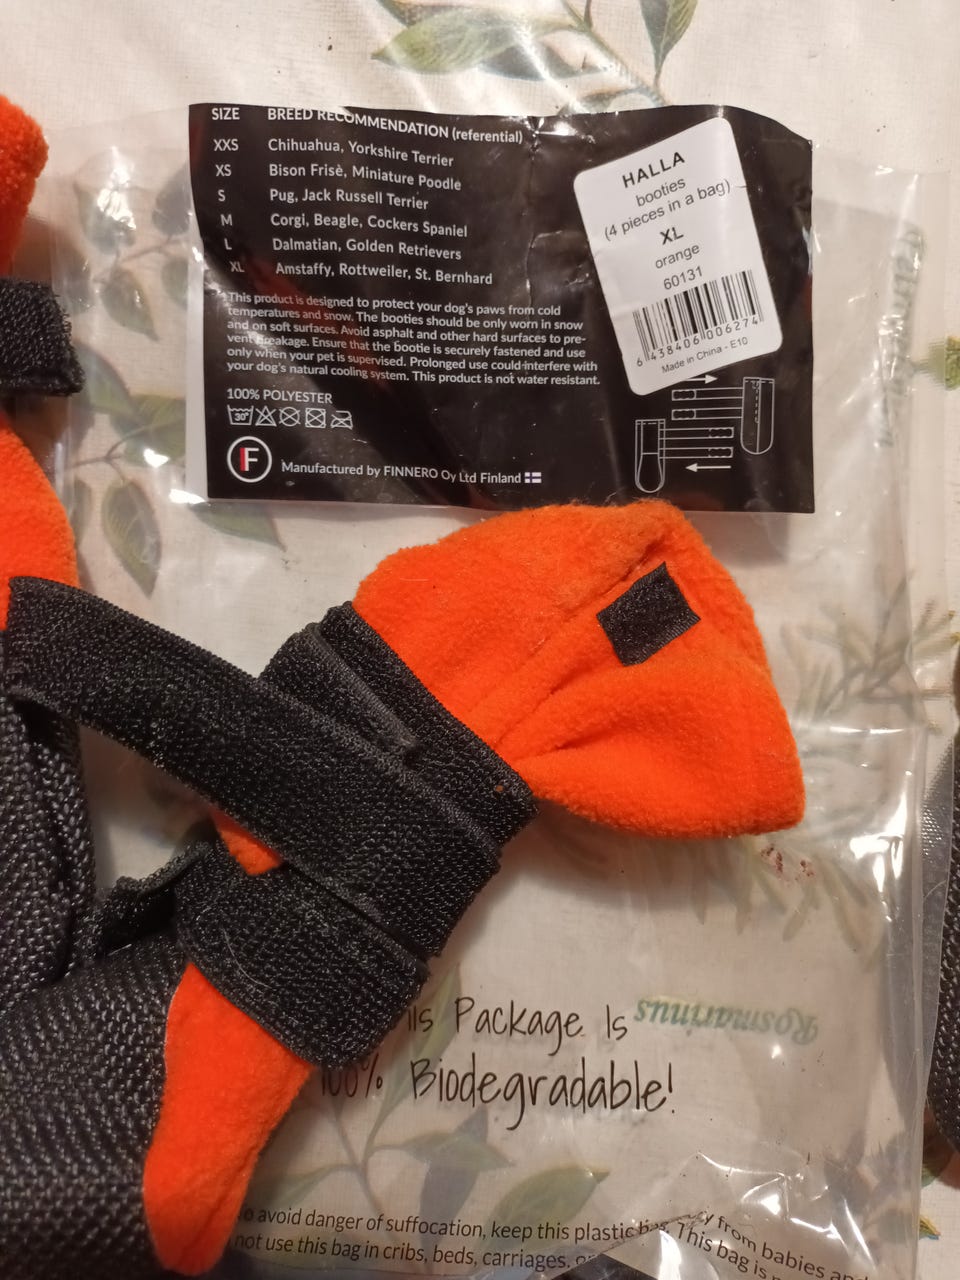 SIZE BREED RECOMMENDATION (referential)
XXS Chihuahua, Yorkshire Terrier
XS Bison Frisè, Miniature Poodle
S Pug, Jack Russell Terrier
M Corgi, Beagle, Cockers Spaniel
L Dalmatian, Golden Retrievers
XL Amstaffy, Rottweiler, St. Bernhard
This product is designed to protect your dog's paws from cold
temperatures and snow. The booties should be only worn in snow
and on soft surfaces. Avoid asphalt and other hard surfaces to pre-
vent breakage. Ensure that the bootie is securely fastened and use
only when your pet is supervised. Prolonged use could interfere with
your dog's natural cooling system. This product is not water resistant.
100% POLYESTER
30°
F
Manufactured by FINNERO Oy Ltd Finland
HALLA
booties
(4 pieces in a bag)
XL
orange
60131
6 438406 006274
Made in China - E10
Rosmarinus
his Package Is
100% Biodegradable!
o avoid danger of suffocation, keep this plastic bag away from babies and
not use this bag in cribs, beds, carriages, or This bag is